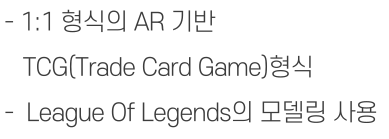 - 1:1 형식의 AR 기반
TCG(Trade Card Game)형식
- League Of Legends의 모델링 사용